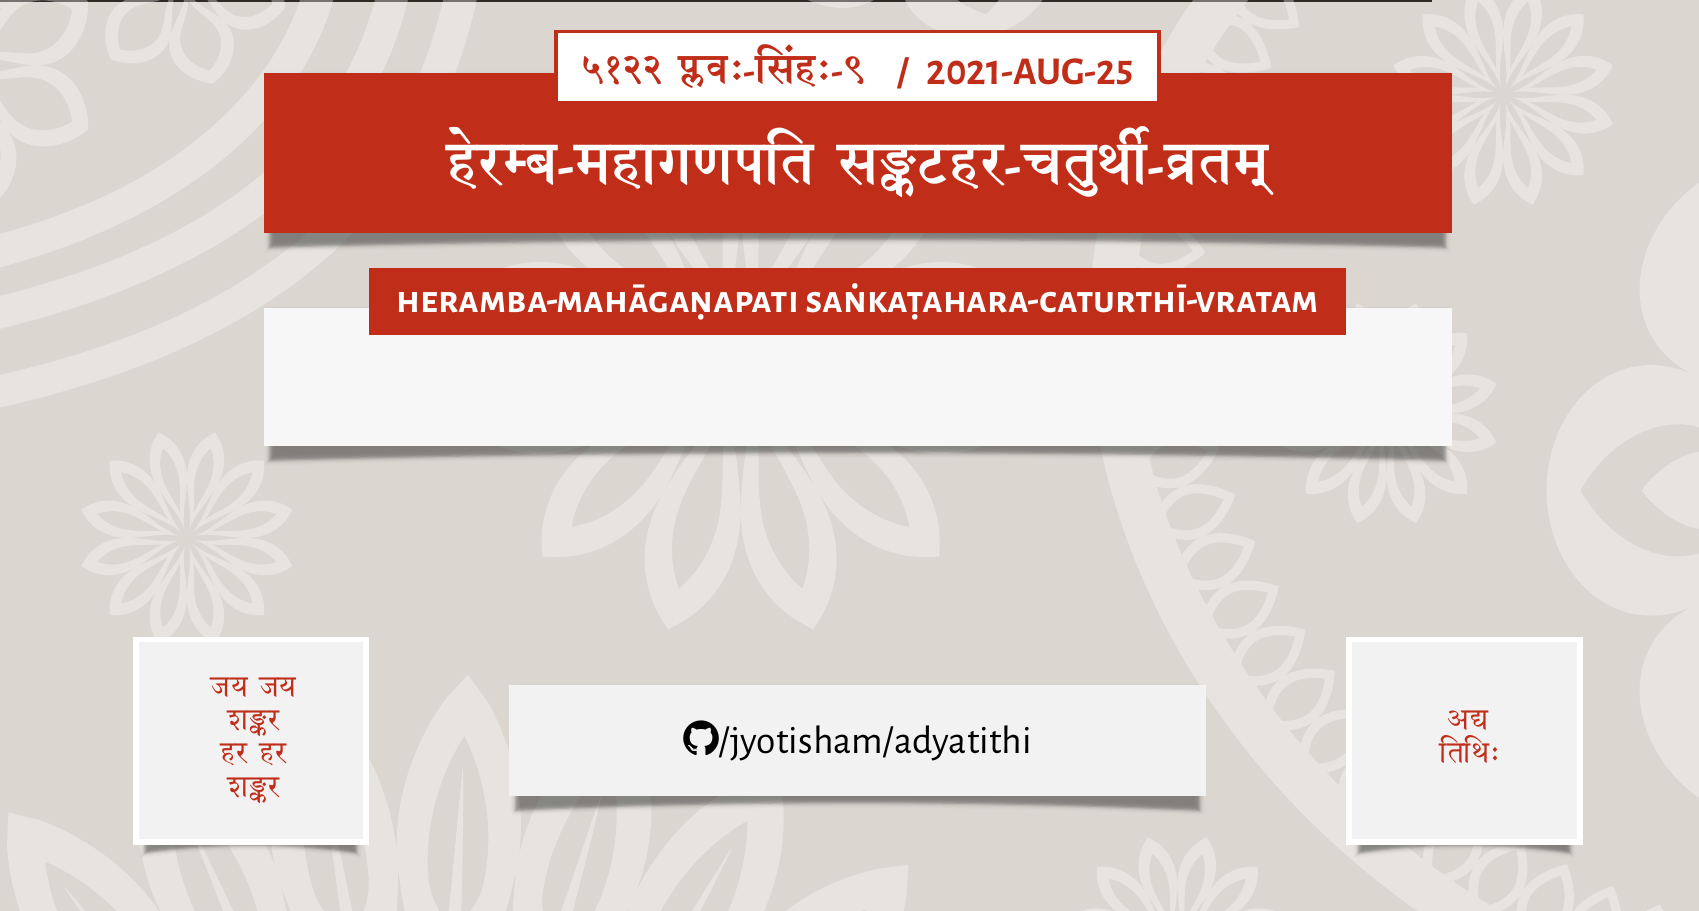 ५१२२ प्लवः-सिंहः-९ / 2021-AUG-25
हेरम्ब-महागणपति सङ्कटहर-चतुर्थी-व्रतम्
HERAMBA-MAHĀGAṆAPATI SAṄKAṬAHARA-CATURTHĪ-VRATAM
जय जय
शङ्कर
हर हर
शङ्कर
/jyotisham/adyatithi
अद्य
तिथिः